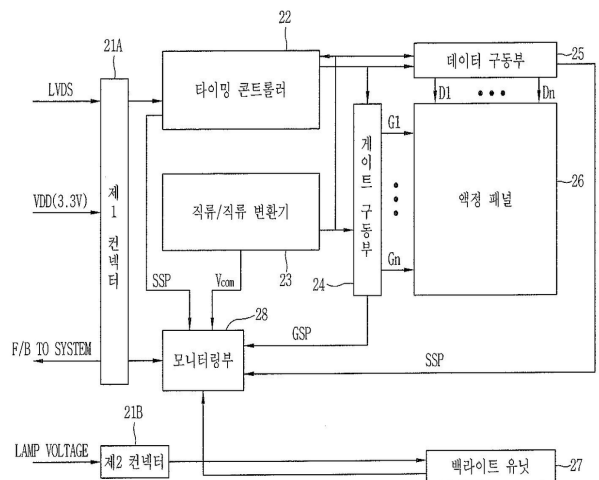 22
21A
타이밍 콘트롤러
데이터 구동부
25
LVDS
D1
Dn
G1
게이트 구동부
액정 패널
26
VDD(3.3V)
제1 컨넥터
직류/직류 변환기
SSP
Vcom
23
24
Gn
28
GSP
F/B TO SYSTEM
모니터링부
SSP
21B
LAMP VOLTAGE
제2 컨넥터
백라이트 유닛
27